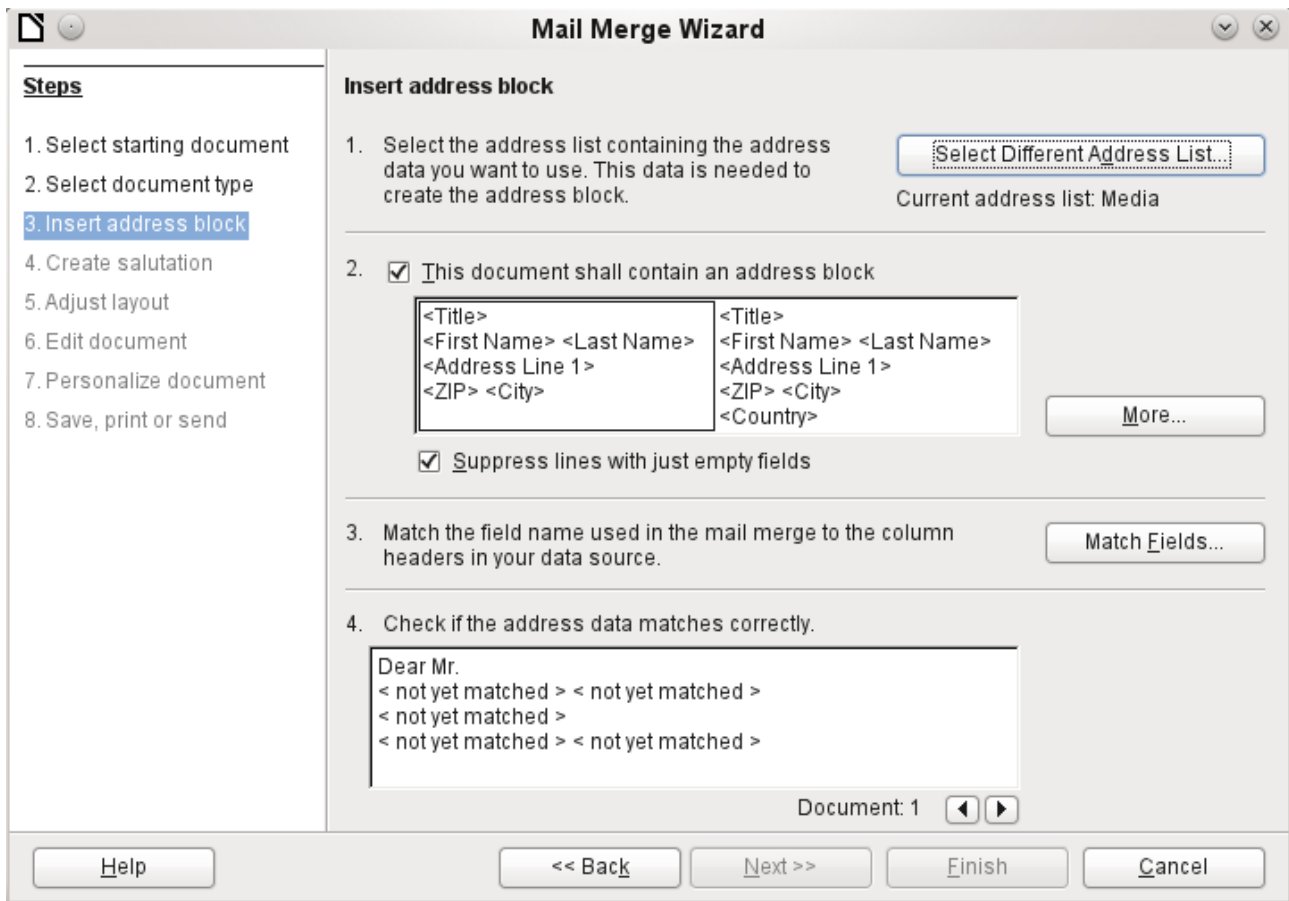 Mail Merge Wizard
Steps
1. Select starting document
2. Select document type
3. Insert address block
4. Create salutation
5. Adjust layout
6. Edit document
7. Personalize document
8. Save, print or send
Insert address block
1. Select the address list containing the address
data you want to use. This data is needed to
create the address block.
Select Different Address List...
Current address list: Media
2. This document shall contain an address block
<Title>
<First Name> <Last Name>
<Address Line 1>
<ZIP> <City>
<Title>
<First Name> <Last Name>
<Address Line 1>
<ZIP> <City>
<Country>
More...
Suppress lines with just empty fields
3. Match the field name used in the mail merge to the column
headers in your data source.
Match Fields...
4. Check if the address data matches correctly.
Dear Mr.
< not yet matched > < not yet matched >
< not yet matched >
< not yet matched > < not yet matched >
Document: 1
Help
<< Back
Next >>
Finish
Cancel